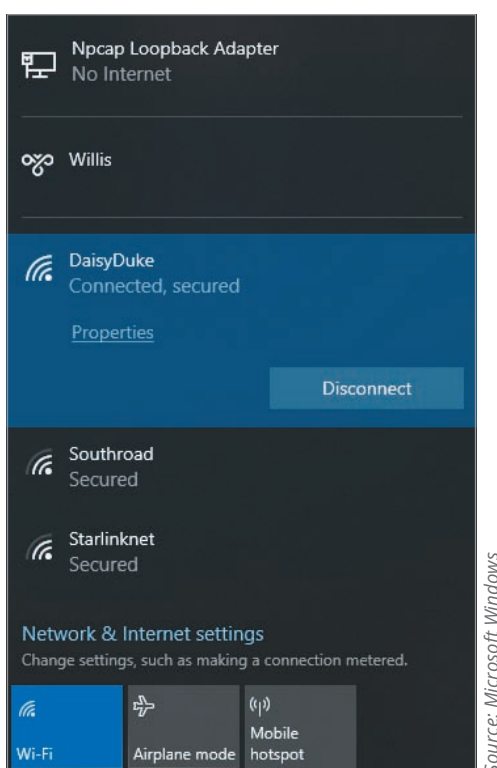 Npcap Loopback Adapter
No Internet
Willis
DaisyDuke
Connected, secured
Properties
Disconnect
Southroad
Secured
Starlinknet
Secured
Network & Internet settings
Change settings, such as making a connection metered.
Wi-Fi
Airplane mode
Mobile
hotspot
Source: Microsoft Windows